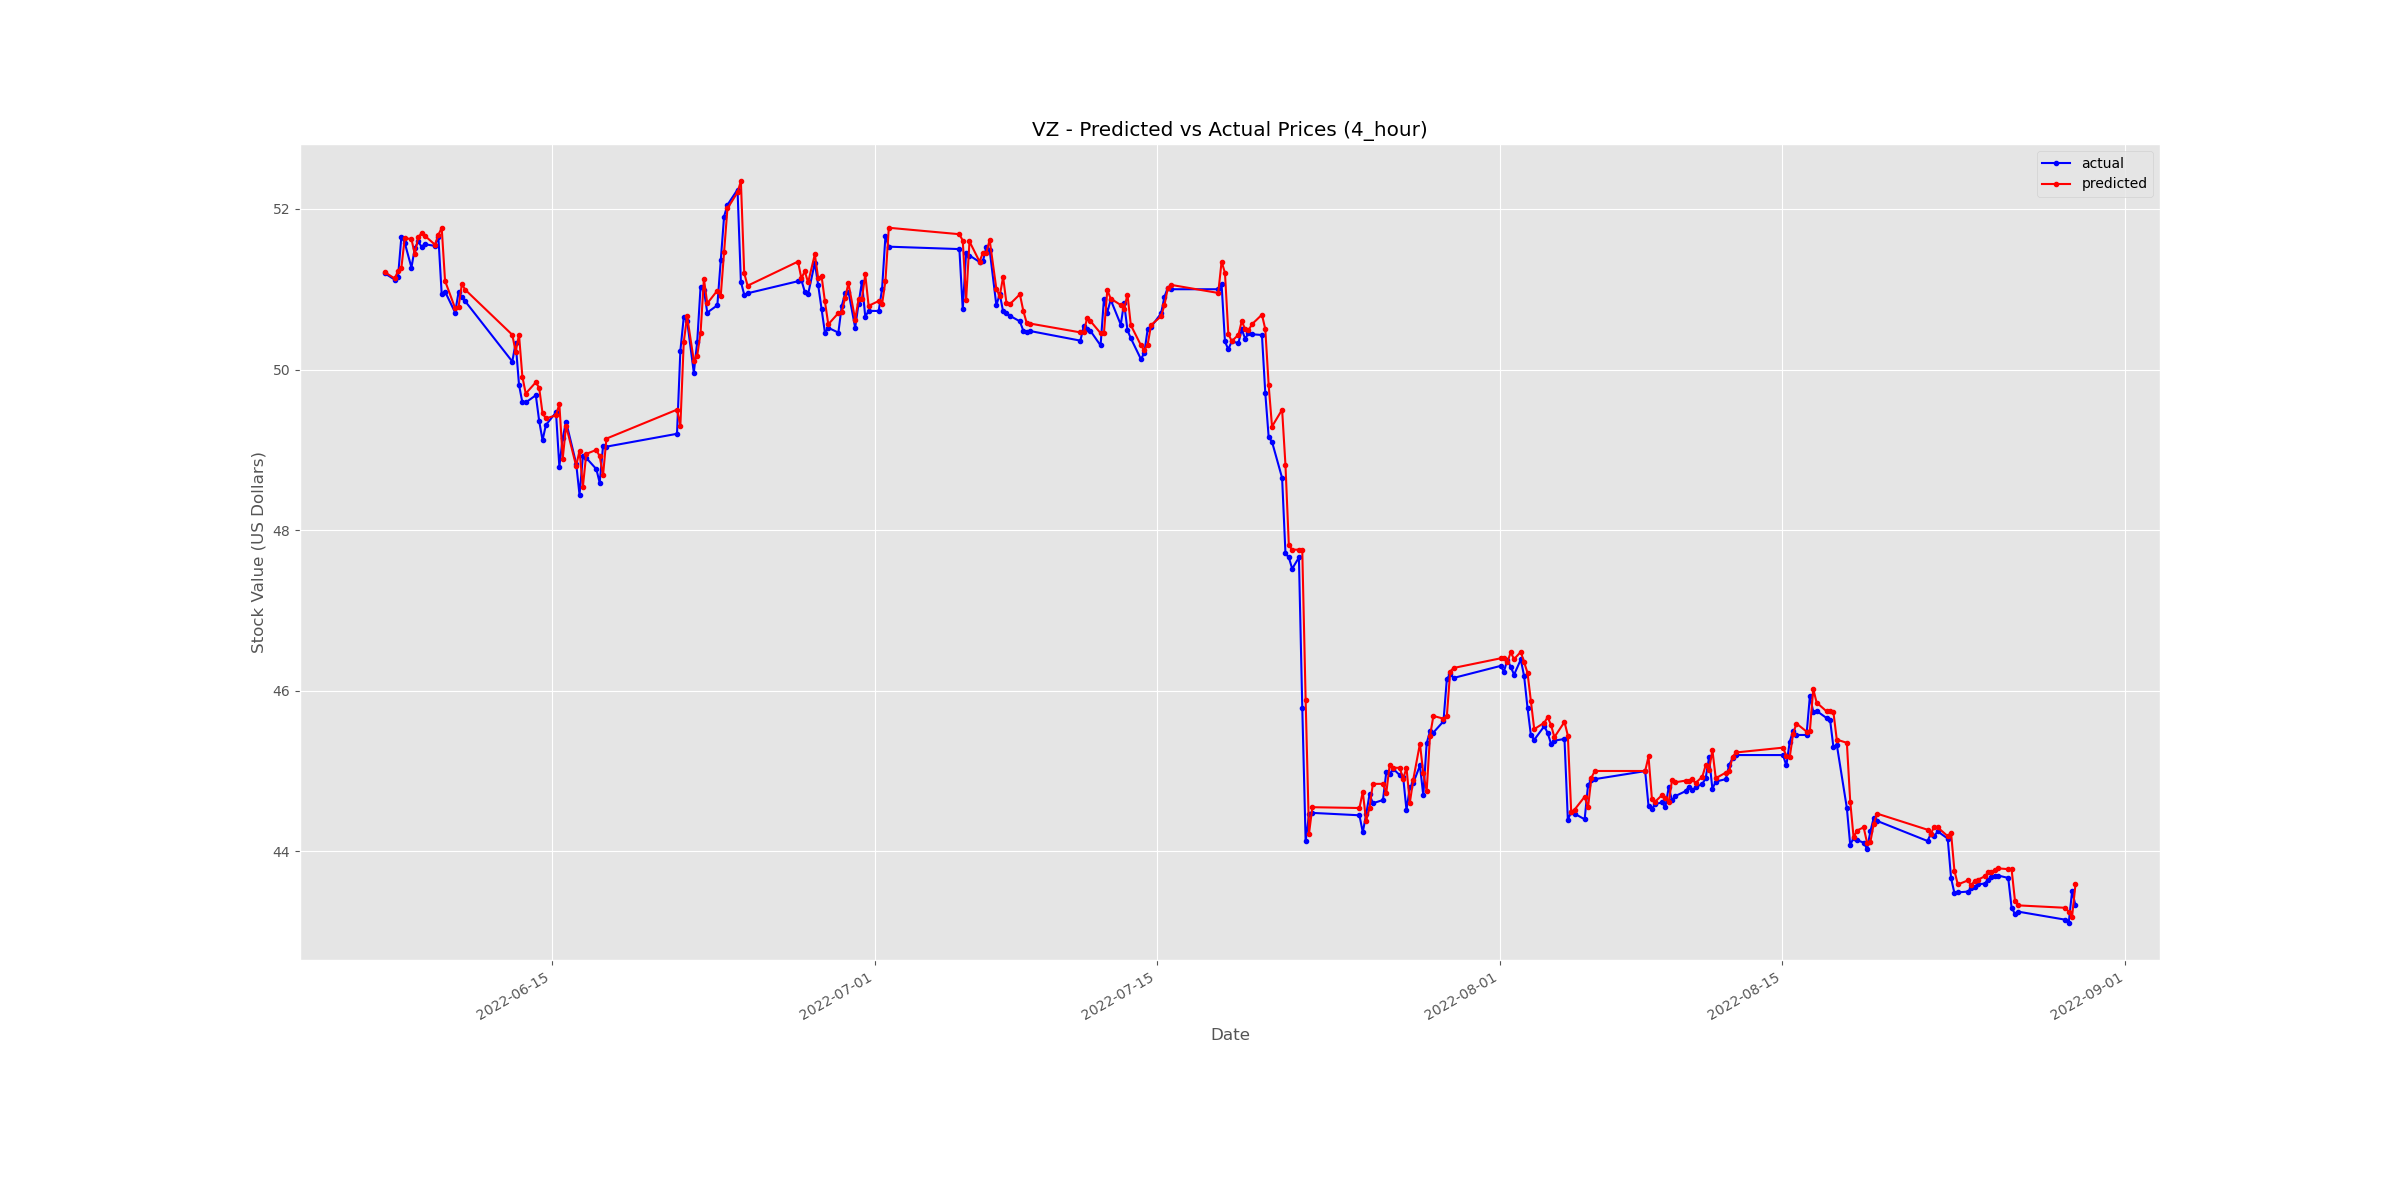 VZ - Predicted vs Actual Prices (4_hour)
actual
predicted
52
50
48
46
44
Stock Value (US Dollars)
2022-06-15
2022-07-01
2022-07-15
2022-08-01
2022-08-15
2022-09-01
Date